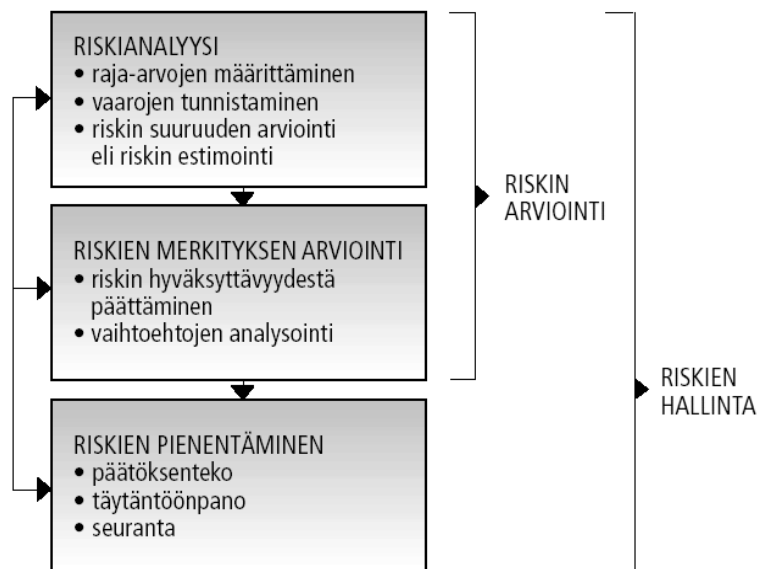 RISKIANALYYSI
• raja-arvojen määrittäminen
• vaarojen tunnistaminen
• riskin suuruuden arviointi
eli riskin estimointi
RISKIEN MERKITYKSEN ARVIOINTI
• riskin hyväksyttävyydestä
päättäminen
• vaihtoehtojen analysointi
RISKIEN PIENENTÄMINEN
• päätöksenteko
• täytäntöönpano
• seuranta
RISKIN
ARVIOINTI
RISKIEN
HALLINTA